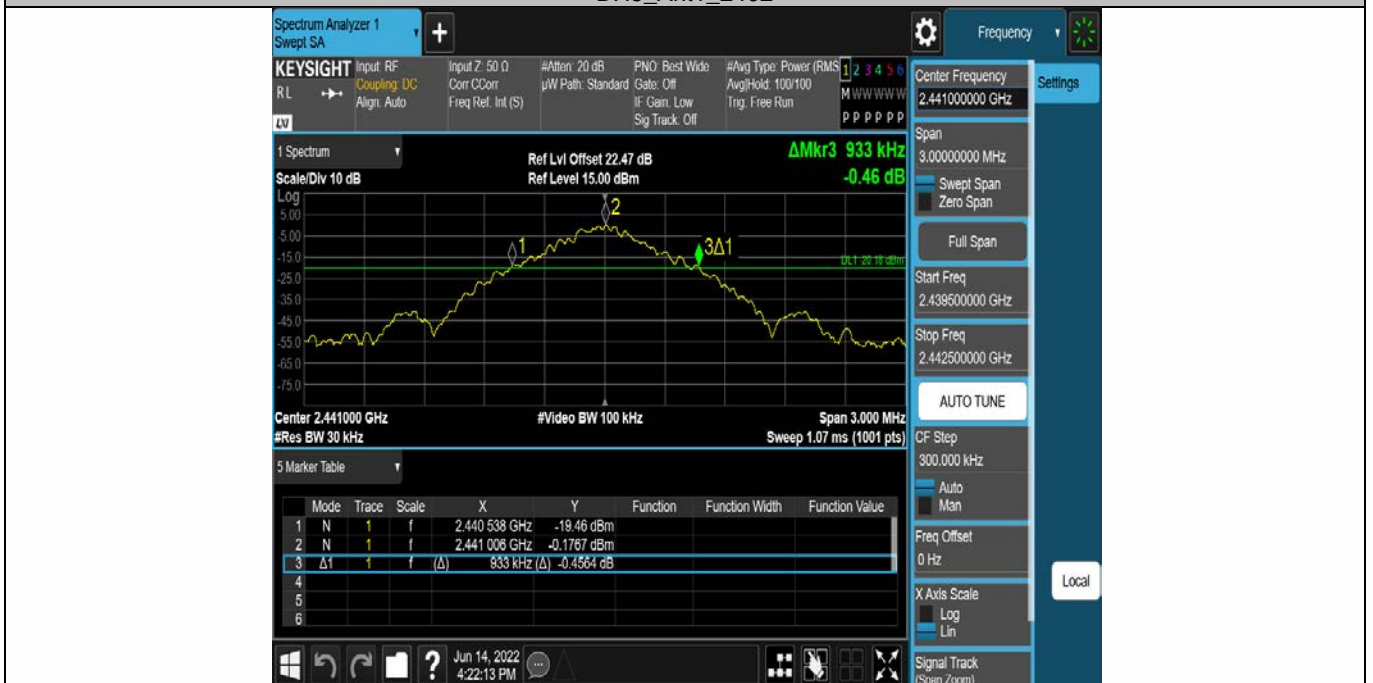 Spectrum Analyzer 1
Swept SA
+
Frequency
KEYSIGHT
RL
LXI
Input: RF
Coupling: DC
Align: Auto
Input Z: 50 Ω
Corr CCorr
Freq Ref: Int (S)
#Atten: 20 dB
µW Path: Standard
PNO: Best Wide
Gate: Off
IF Gain: Low
Sig Track: Off
#Avg Type: Power (RMS
Avg|Hold: 100/100
Trig: Free Run
1 2 3 4 5 6
M W W W W W
P P P P P P
1 Spectrum
Scale/Div 10 dB
Ref Lvl Offset 22.47 dB
Ref Level 15.00 dBm
ΔMkr3 933 kHz
-0.46 dB
Log
5.00
-5.00
-15.0
-25.0
-35.0
-45.0
-55.0
-65.0
-75.0
1
2
3Δ1
DL1 -20.18 dBm
Center 2.441000 GHz
#Video BW 100 kHz
Span 3.000 MHz
#Res BW 30 kHz
Sweep 1.07 ms (1001 pts)
5 Marker Table
Mode Trace Scale X Y Function Function Width Function Value
1 N 1 f 2.440 538 GHz -19.46 dBm
2 N 1 f 2.441 006 GHz -0.1767 dBm
3 Δ1 1 f (Δ) 933 kHz (Δ) -0.4564 dB
4
5
6
?
Jun 14, 2022
4:22:13 PM
Center Frequency
2.441000000 GHz
Span
3.00000000 MHz
Swept Span
Zero Span
Full Span
Start Freq
2.439500000 GHz
Stop Freq
2.442500000 GHz
AUTO TUNE
CF Step
300.000 kHz
Auto
Man
Freq Offset
0 Hz
X Axis Scale
Log
Lin
Signal Track
(Span Zoom)
Settings
Local